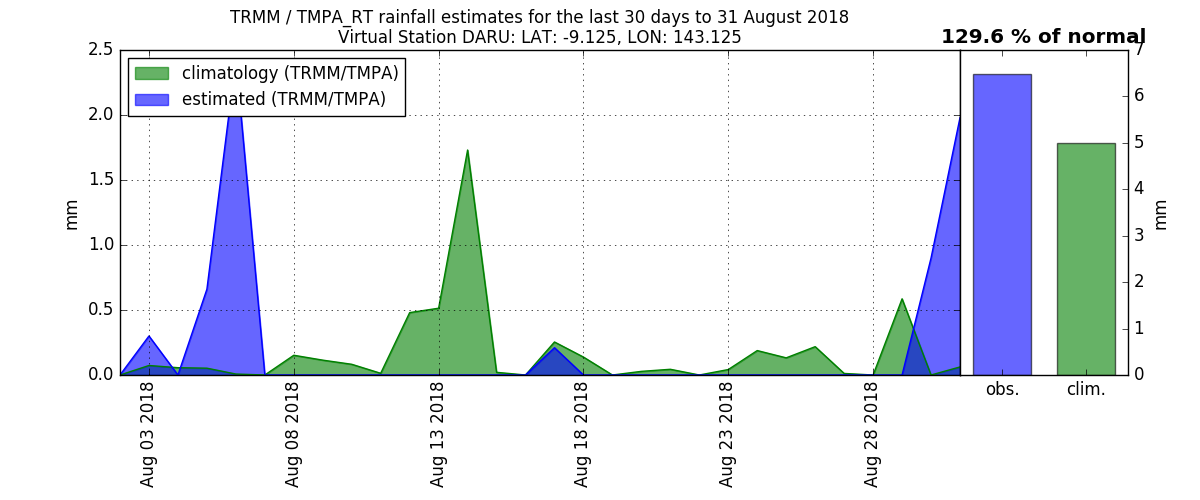 TRMM / TMPA_RT rainfall estimates for the last 30 days to 31 August 2018
Virtual Station DARU: LAT: -9.125, LON: 143.125
129.6 % of normal
climatology (TRMM/TMPA)
estimated (TRMM/TMPA)
2.5
2.0
1.5
1.0
0.5
0.0
mm
Aug 03 2018
Aug 08 2018
Aug 13 2018
Aug 18 2018
Aug 23 2018
Aug 28 2018
7
6
5
4
3
2
1
0
mm
obs.
clim.